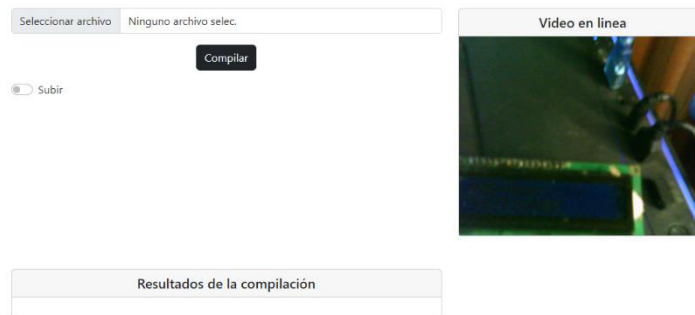 Seleccionar archivo Ninguno archivo selec.
Compilar
Subir
Video en linea
Resultados de la compilación